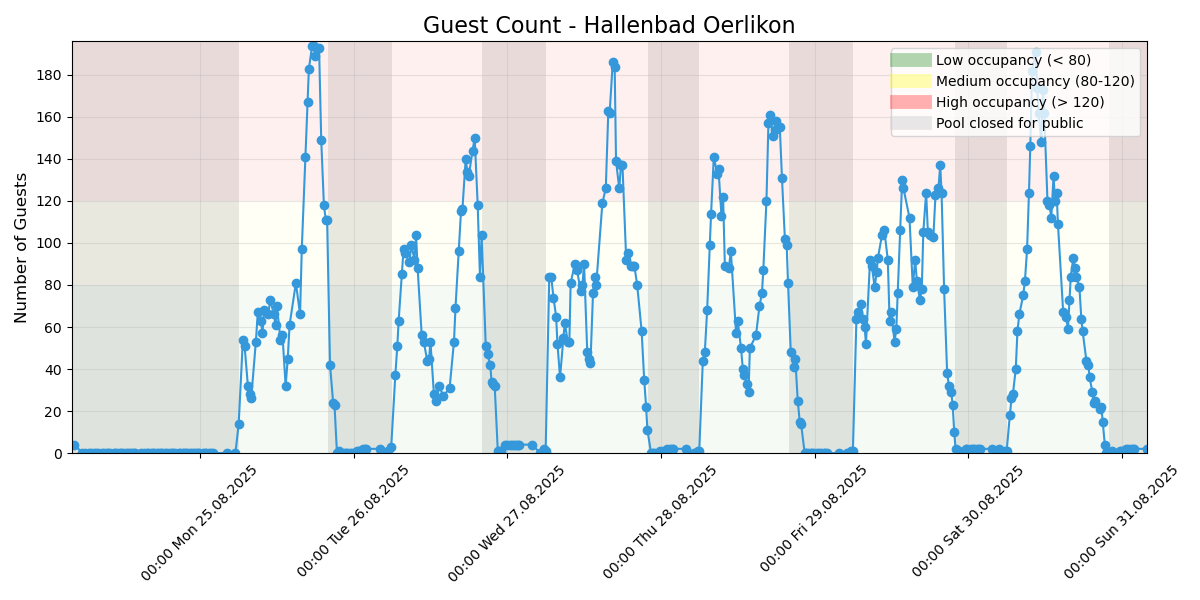 Guest Count - Hallenbad Oerlikon
Number of Guests
180
160
140
120
100
80
60
40
20
0
Low occupancy (< 80)
Medium occupancy (80-120)
High occupancy (> 120)
Pool closed for public
00:00 Mon 25.08.2025
00:00 Tue 26.08.2025
00:00 Wed 27.08.2025
00:00 Thu 28.08.2025
00:00 Fri 29.08.2025
00:00 Sat 30.08.2025
00:00 Sun 31.08.2025